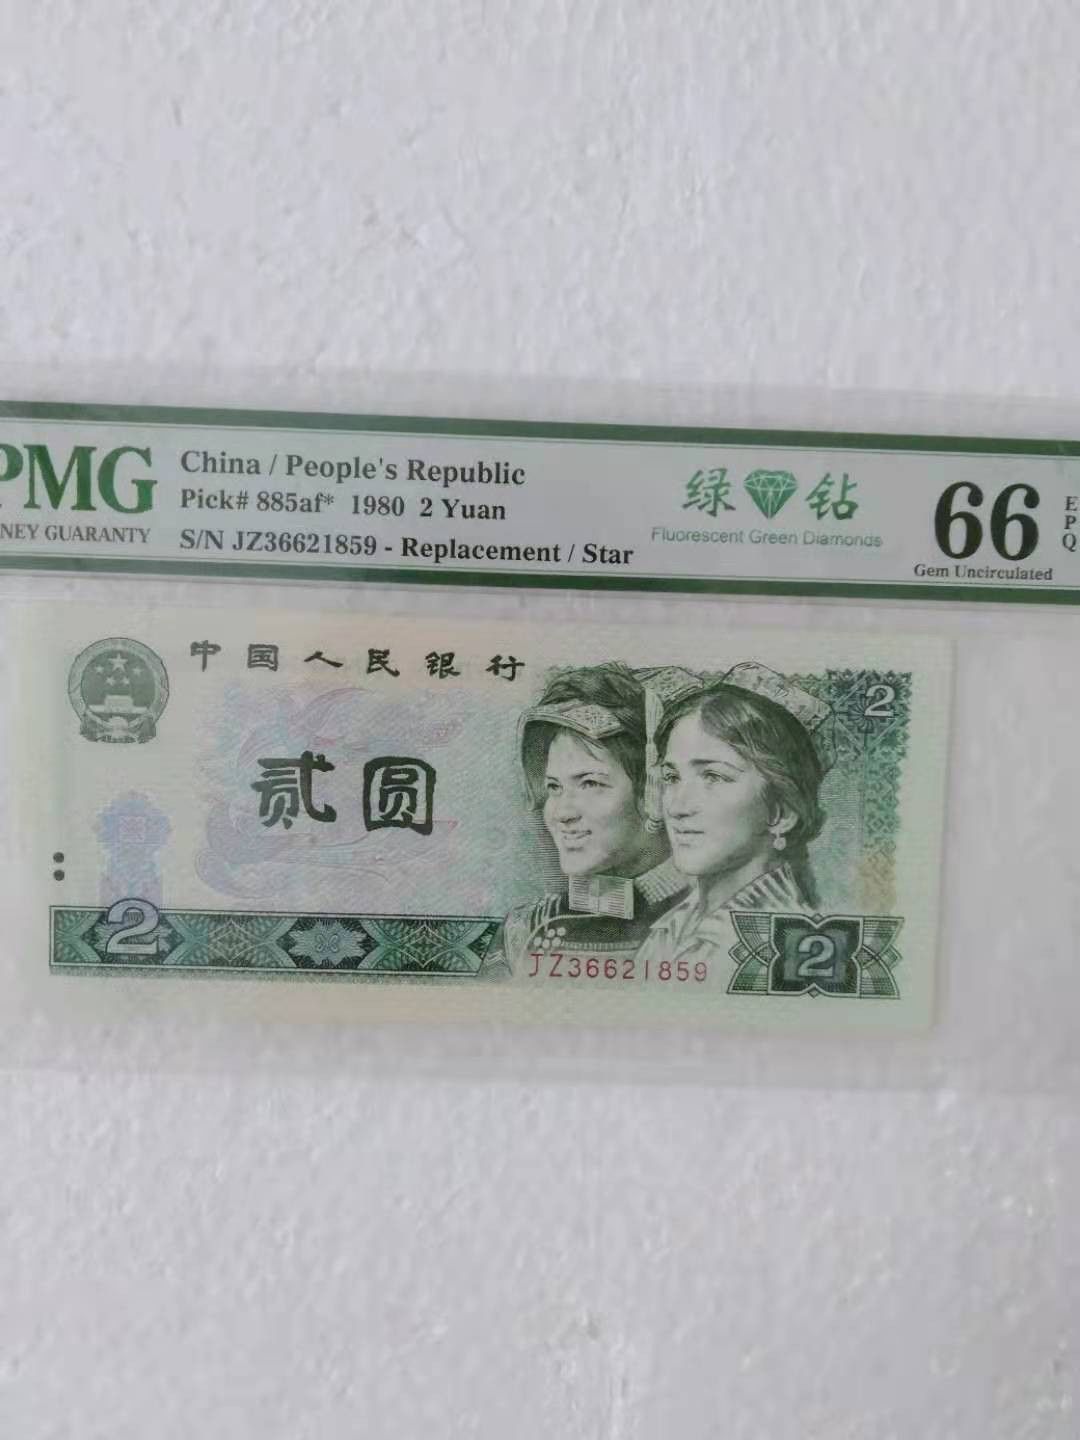 PMG
NEY GUARANTY
China / People's Republic
Pick# 885af* 1980 2 Yuan
S/N JZ36621859 - Replacement / Star
绿钻
Fluorescent Green Diamonds
66
EPQ
Gem Uncirculated
中国人民银行
2
贰圆
2
JZ36621859
2